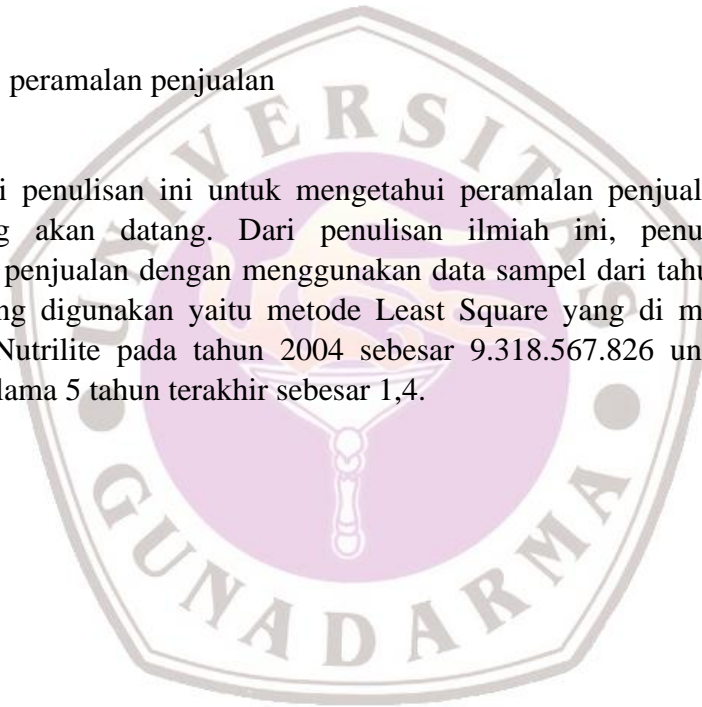 peramalan penjualan
i penulisan ini untuk mengetahui peramalan penjual
g akan datang. Dari penulisan ilmiah ini, penu
penjualan dengan menggunakan data sampel dari tahu
ng digunakan yaitu metode Least Square yang di m
Nutrilite pada tahun 2004 sebesar 9.318.567.826 un
lama 5 tahun terakhir sebesar 1,4.
UNIVERSITAS
GUNADARMA